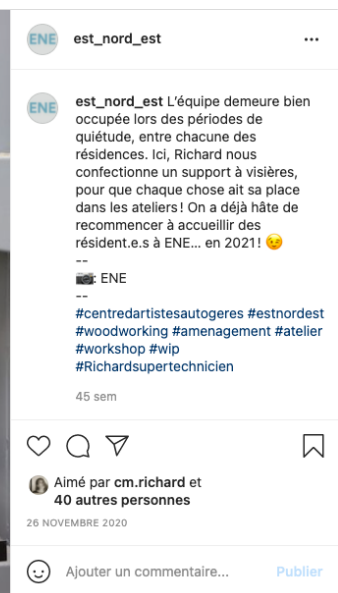 ENE est_nord_est ...
ENE est_nord_est L'équipe demeure bien
occupée lors des périodes de
quiétude, entre chacune des
résidences. Ici, Richard nous
confectionne un support à visières,
pour que chaque chose ait sa place
dans les ateliers! On a déjà hâte de
recommencer à accueillir des
résident.e.s à ENE... en 2021! 😉
--
📷: ENE
--
#centredartistesautogeres #estnordest
#woodworking #amenagement #atelier
#workshop #wip
#Richardsupertechnicien
45 sem
Aimé par cm.richard et
40 autres personnes
26 NOVEMBRE 2020
Ajouter un commentaire... Publier